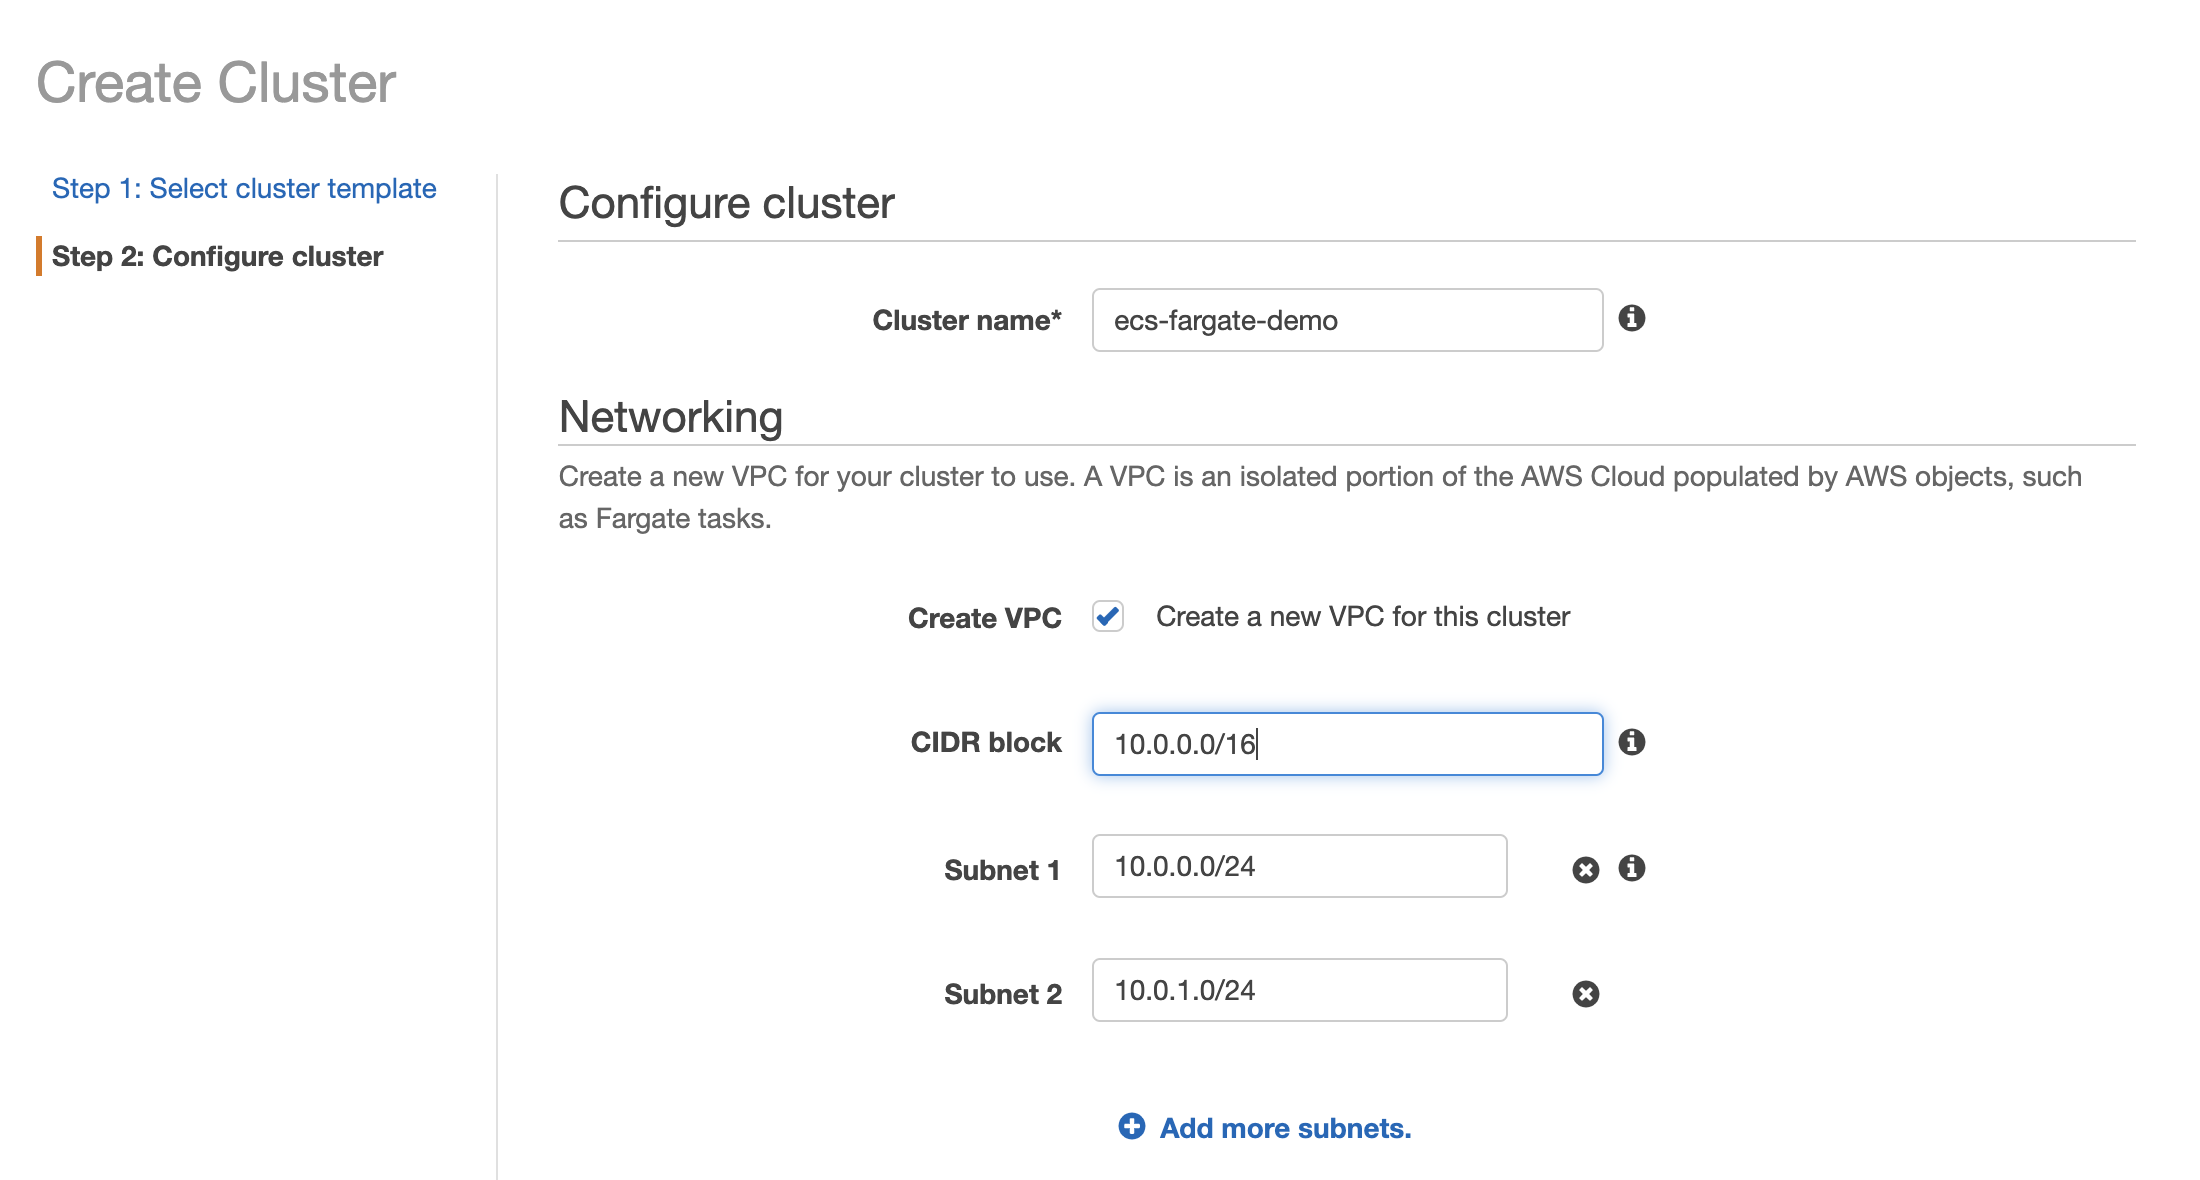 Create Cluster
Step 1: Select cluster template
Step 2: Configure cluster
Configure cluster
Cluster name* ecs-fargate-demo
Networking
Create a new VPC for your cluster to use. A VPC is an isolated portion of the AWS Cloud populated by AWS objects, such
as Fargate tasks.
Create VPC Create a new VPC for this cluster
CIDR block 10.0.0.0/16
Subnet 1 10.0.0.0/24
Subnet 2 10.0.1.0/24
Add more subnets.